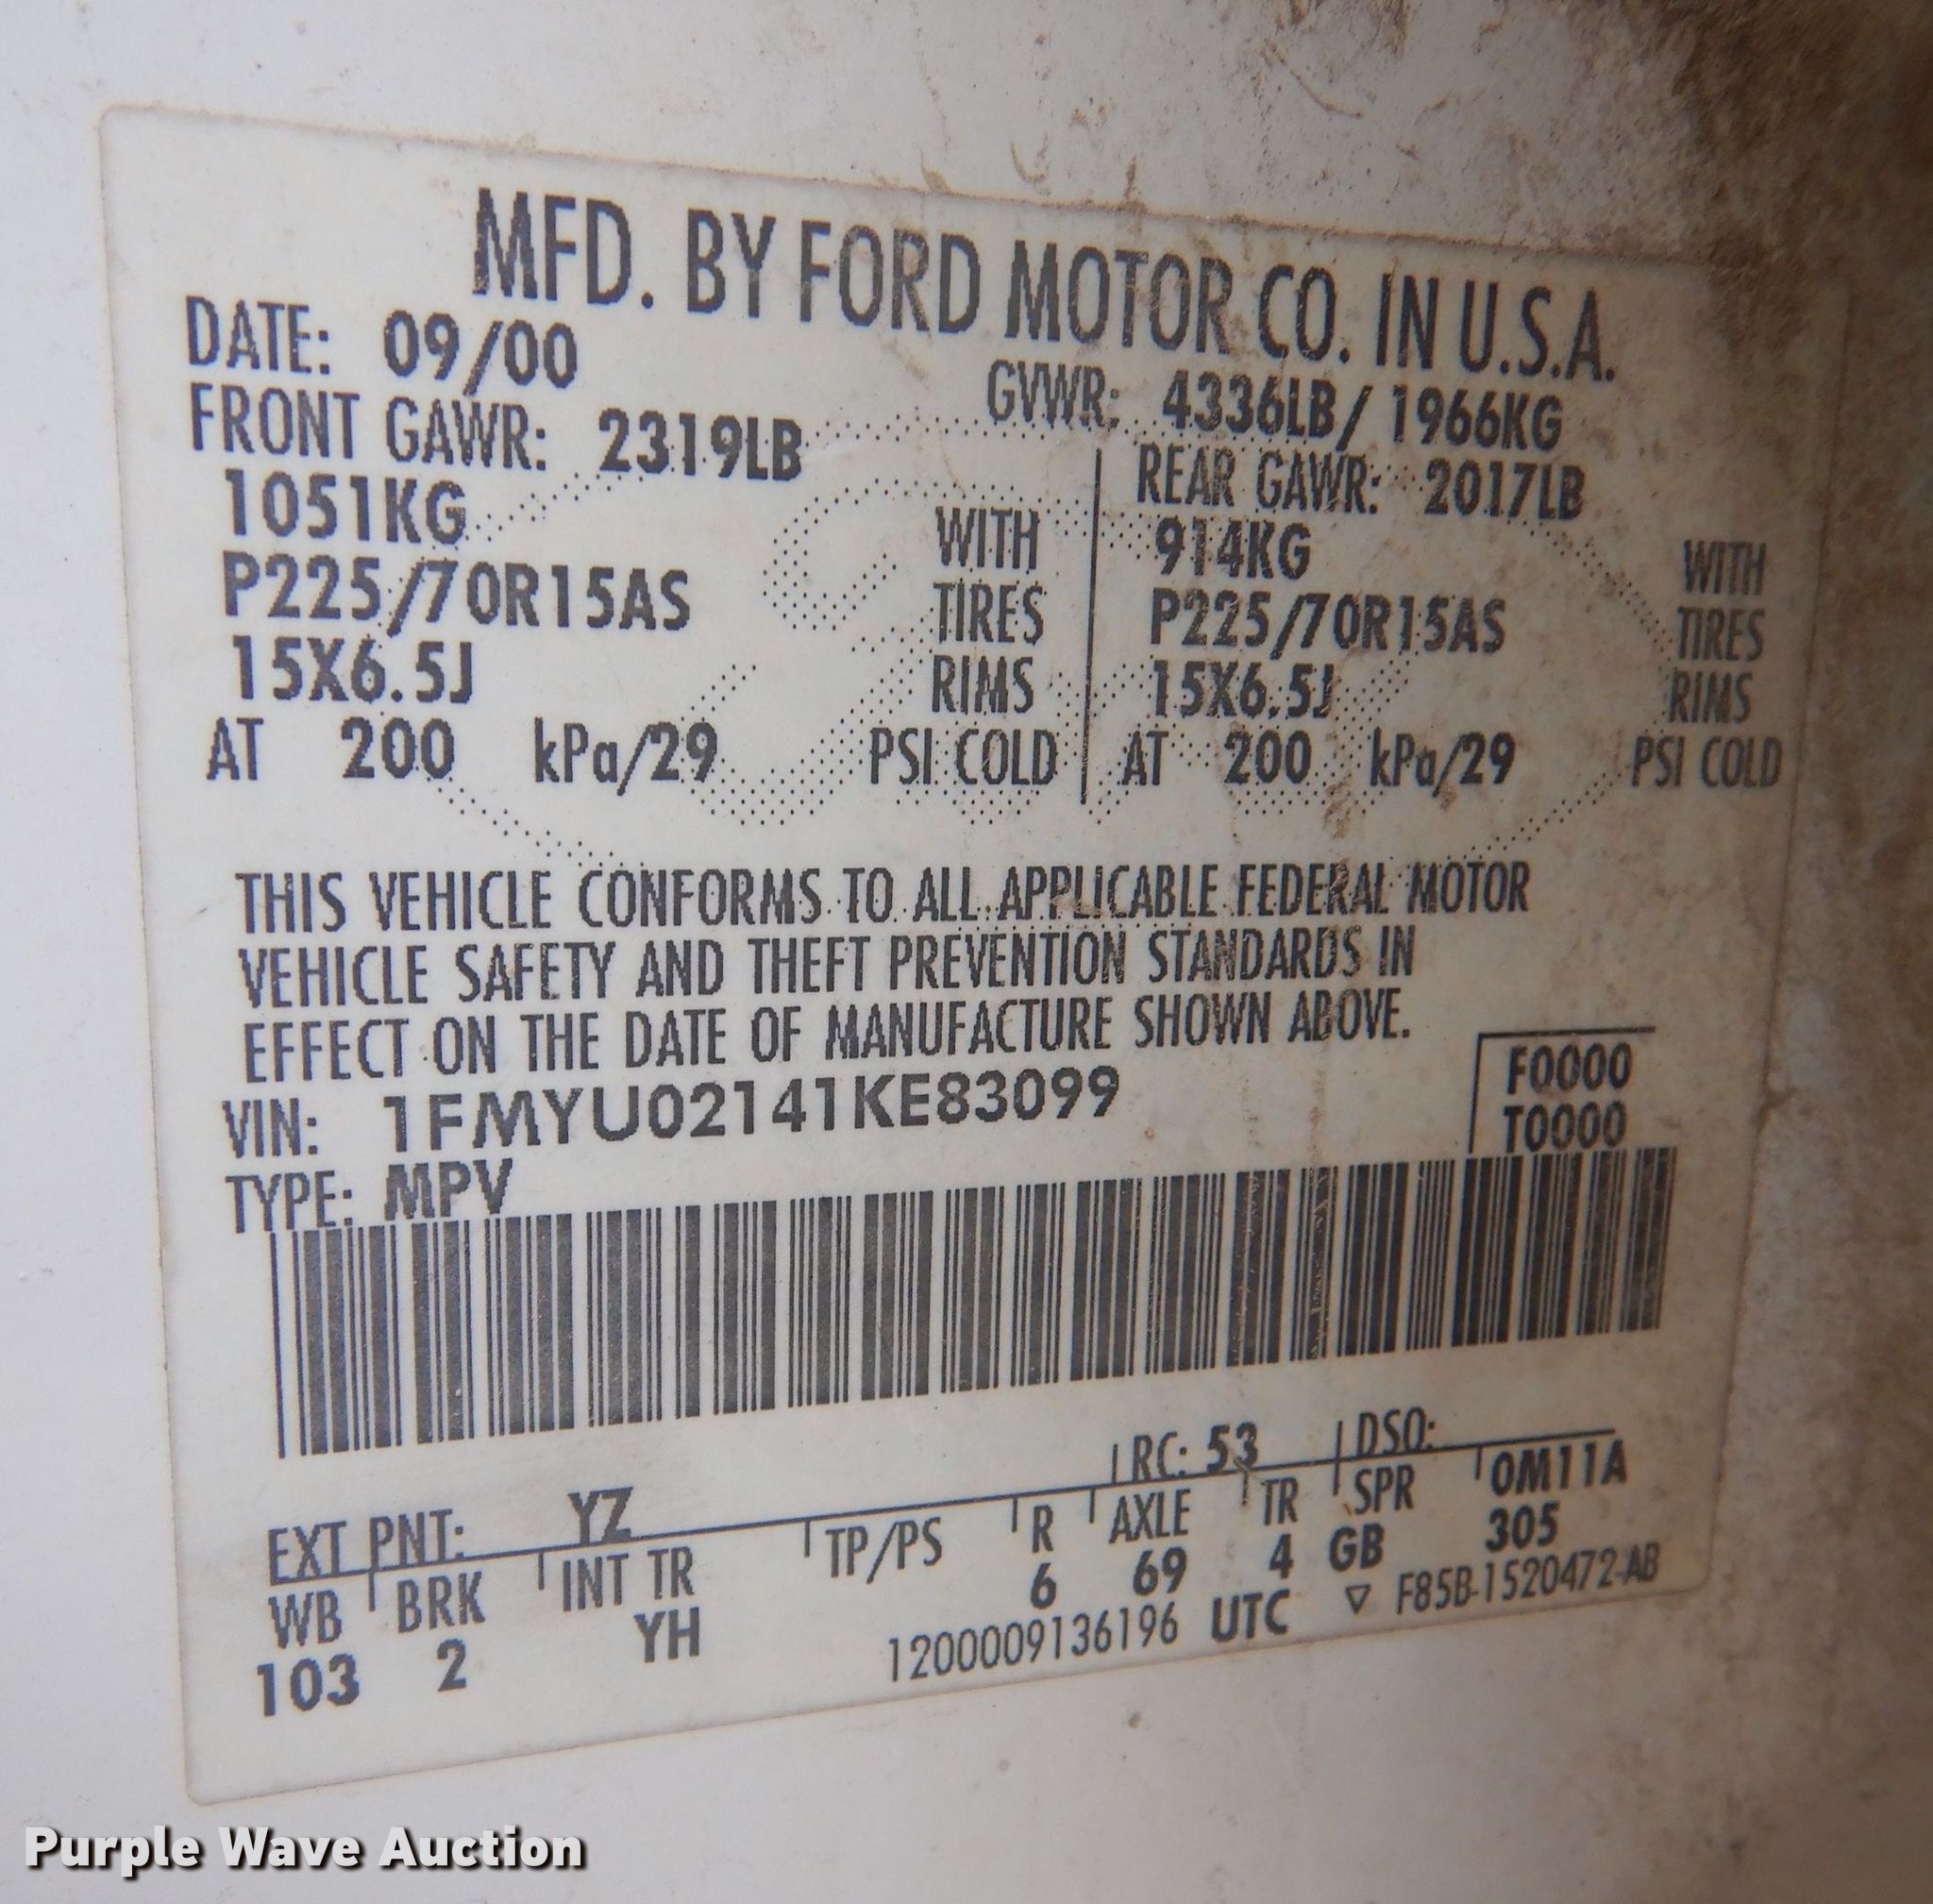 MFD. BY FORD MOTOR CO. IN U.S.A.
DATE: 09/00 GVWR: 4336LB/ 1966KG
FRONT GAWR: 2319LB REAR GAWR: 2017LB
1051KG WITH 914KG WITH
P225/70R15AS TIRES P225/70R15AS TIRES
15X6.5J RIMS 15X6.5J RIMS
AT 200 kPa/29 PSI COLD AT 200 kPa/29 PSI COLD
THIS VEHICLE CONFORMS TO ALL APPLICABLE FEDERAL MOTOR
VEHICLE SAFETY AND THEFT PREVENTION STANDARDS IN
EFFECT ON THE DATE OF MANUFACTURE SHOWN ABOVE.
VIN: 1FMYU02141KE83099 F0000
TYPE: MPV T0000
EXT PNT: YZ RC: 53 DSO:
WB BRK INT TR TP/PS R AXLE TR SPR 0M11A
103 2 YH 6 69 4 GB 305
1200009136196 UTC ▽ F85B-1520472-AB
Purple Wave Auction